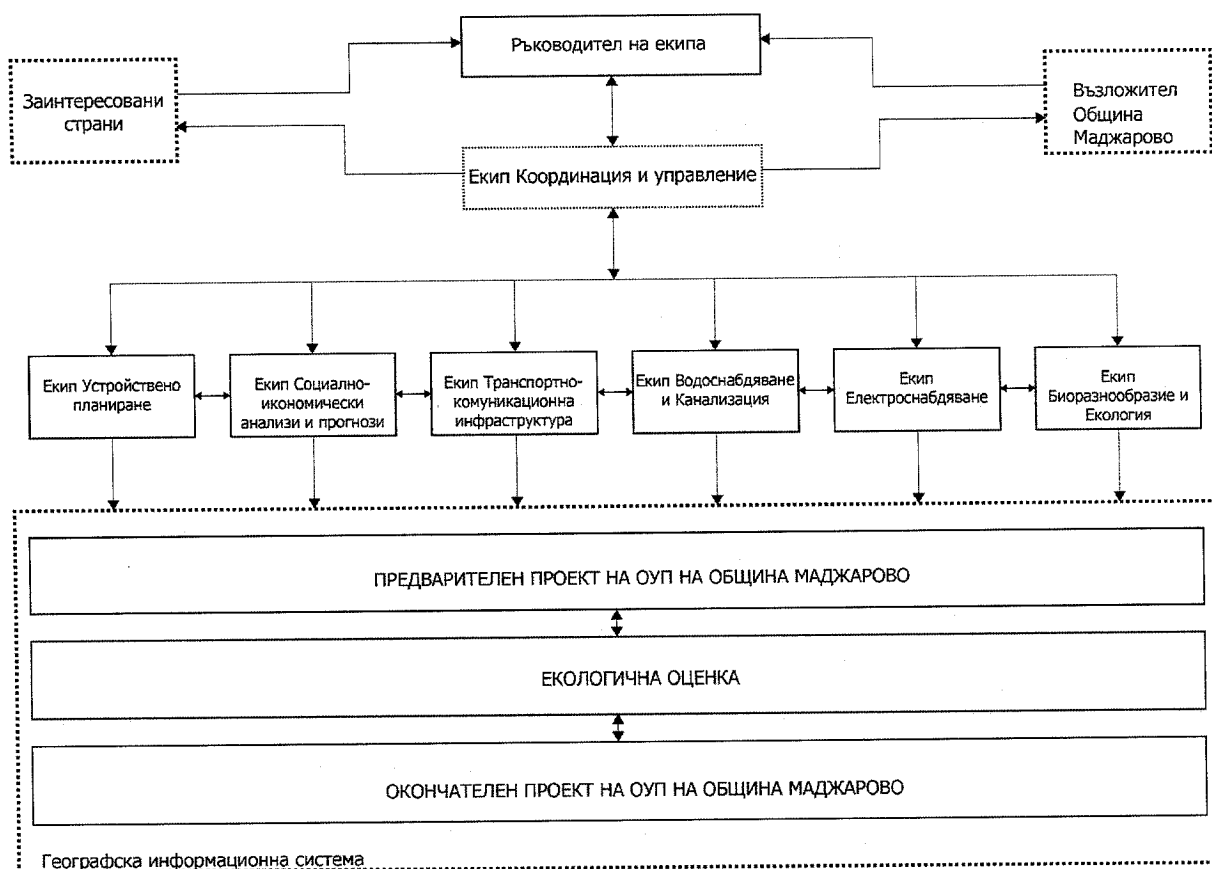 Ръководител на екипа
Заинтересовани
страни
Възложител
Община
Маджарово
Екип Координация и управление
Екип Устройствено
планиране
Екип Социално-
икономически
анализи и прогнози
Екип Транспортно-
комуникационна
инфраструктура
Екип Водоснабдяване
и Канализация
Екип
Електроснабдяване
Екип
Биоразнообразие и
Екология
ПРЕДВАРИТЕЛЕН ПРОЕКТ НА ОУП НА ОБЩИНА МАДЖАРОВО
ЕКОЛОГИЧНА ОЦЕНКА
ОКОНЧАТЕЛЕН ПРОЕКТ НА ОУП НА ОБЩИНА МАДЖАРОВО
Географска информационна система